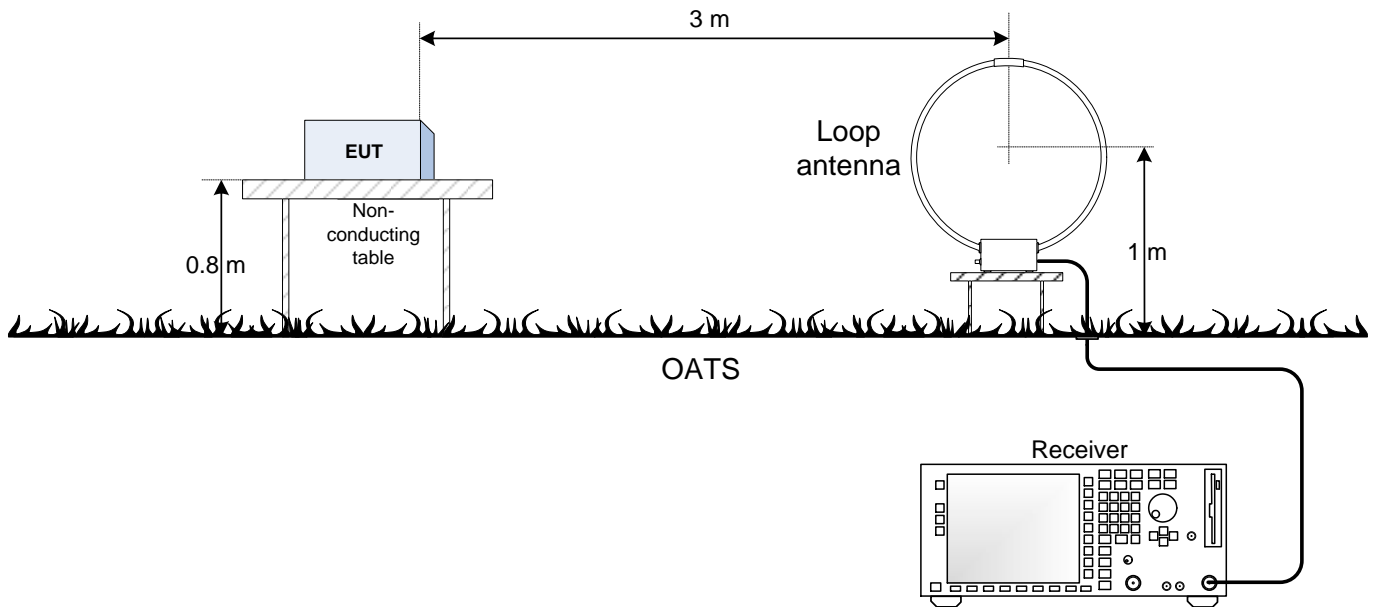 3 m
EUT
Loop
antenna
Non-
conducting
table
0.8 m
1 m
OATS
Receiver